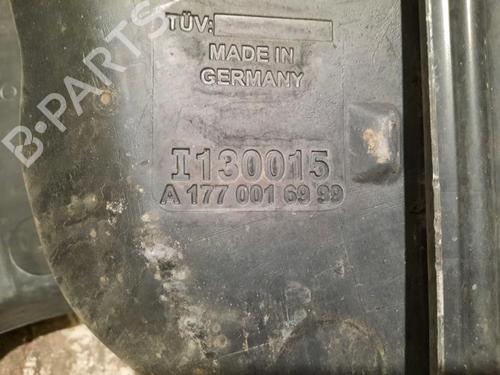 TÜV:
MADE IN
GERMANY
I130015
A 177 001 69 99
B-PARTS